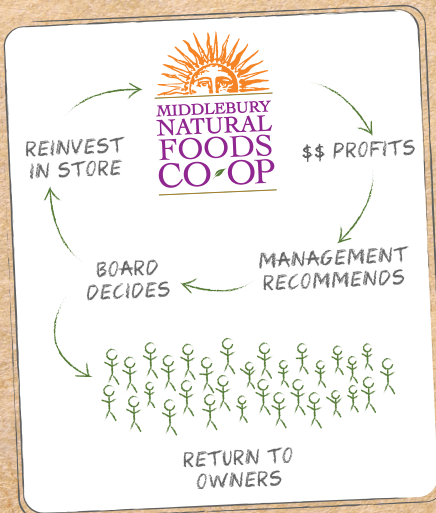 MIDDLEBURY
NATURAL
FOODS
CO-OP
$$ PROFITS
MANAGEMENT
RECOMMENDS
BOARD
DECIDES
REINVEST
IN STORE
RETURN TO
OWNERS